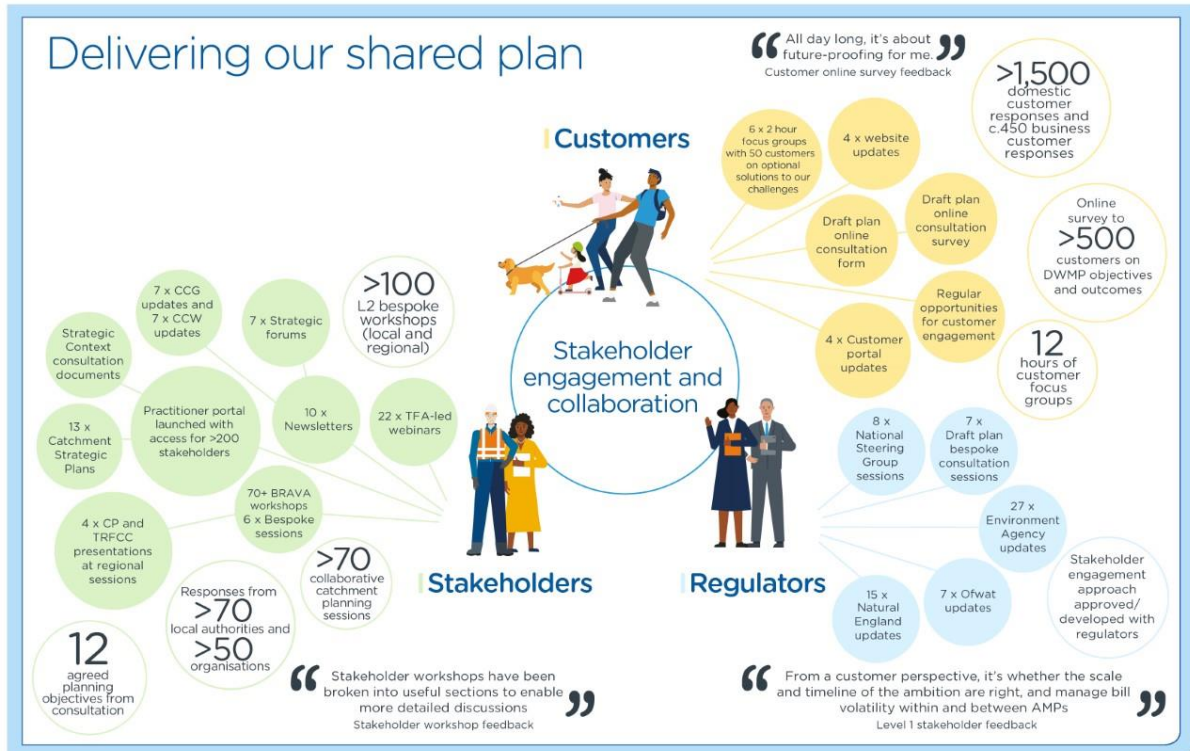 Delivering our shared plan
“ All day long, it’s about
future-proofing for me. ”
Customer online survey feedback
>1,500
domestic
customer
responses and
c.450 business
customer
responses
Customers
6 x 2 hour
focus groups
with 50 customers
on optional
solutions to our
challenges
4 x website
updates
Draft plan
online
consultation
form
Draft plan
online
consultation
survey
Online
survey to
>500
customers on
DWMP objectives
and outcomes
4 x Customer
portal
updates
Regular
opportunities
for customer
engagement
12
hours of
customer
focus
groups
Stakeholder
engagement and
collaboration
7 x CCG
updates and
7 x CCW
updates
7 x Strategic
forums
>100
L2 bespoke
workshops
(local and
regional)
Strategic
Context
consultation
documents
Practitioner portal
launched with
access for >200
stakeholders
10 x
Newsletters
22 x TFA-led
webinars
13 x
Catchment
Strategic
Plans
70+ BRAVA
workshops
6 x Bespoke
sessions
4 x CP and
TRFCC
presentations
at regional
sessions
>70
collaborative
catchment
planning
sessions
Stakeholders
Responses from
>70
local authorities and
>50
organisations
12
agreed
planning
objectives from
consultation
“ Stakeholder workshops have been
broken into useful sections to enable
more detailed discussions ”
Stakeholder workshop feedback
Regulators
8 x
National
Steering
Group
sessions
7 x
Draft plan
bespoke
consultation
sessions
27 x
Environment
Agency
updates
15 x
Natural
England
updates
7 x Ofwat
updates
Stakeholder
engagement
approach
approved/
developed with
regulators
“ From a customer perspective, it’s whether the scale
and timeline of the ambition are right, and manage bill
volatility within and between AMPs ”
Level 1 stakeholder feedback